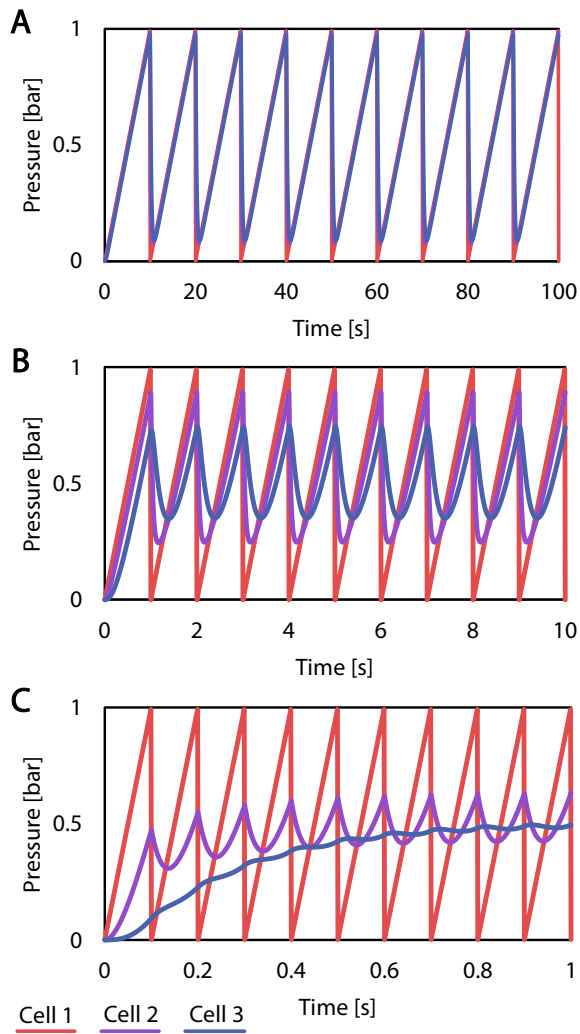 A
Pressure [bar]
1
0.5
0
0 20 40 60 80 100
Time [s]
B
Pressure [bar]
1
0.5
0
0 2 4 6 8 10
Time [s]
C
Pressure [bar]
1
0.5
0
0 0.2 0.4 0.6 0.8 1
Time [s]
Cell 1 Cell 2 Cell 3